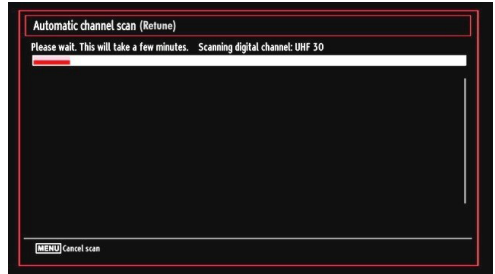 Automatic channel scan (Retune)
Please wait. This will take a few minutes. Scanning digital channel: UHF 30
MENU Cancel scan